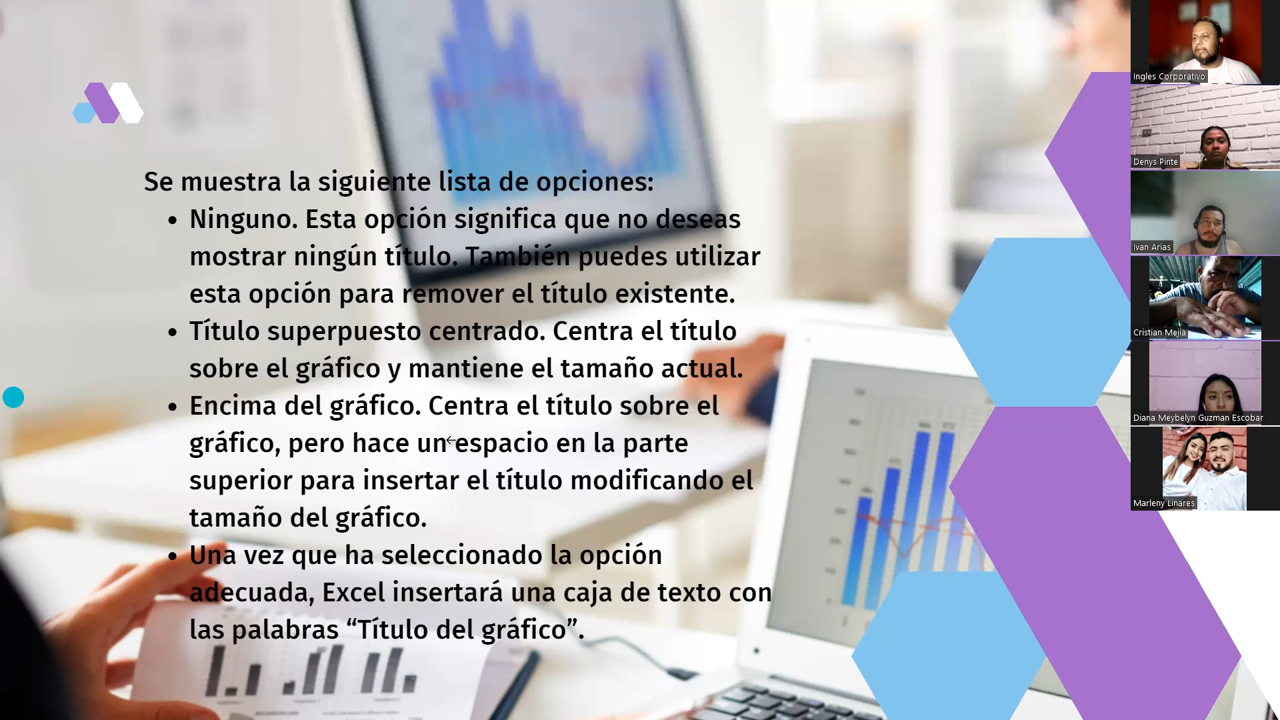 Se muestra la siguiente lista de opciones:
• Ninguno. Esta opción significa que no deseas
mostrar ningún título. También puedes utilizar
esta opción para remover el título existente.
• Título superpuesto centrado. Centra el título
sobre el gráfico y mantiene el tamaño actual.
• Encima del gráfico. Centra el título sobre el
gráfico, pero hace un espacio en la parte
superior para insertar el título modificando el
tamaño del gráfico.
• Una vez que ha seleccionado la opción
adecuada, Excel insertará una caja de texto con
las palabras “Título del gráfico”.
Ingles Corporativo
Denys Pinte
Ivan Arias
Cristian Mejia
Diana Meybelyn Guzman Escobar
Marleny Linares